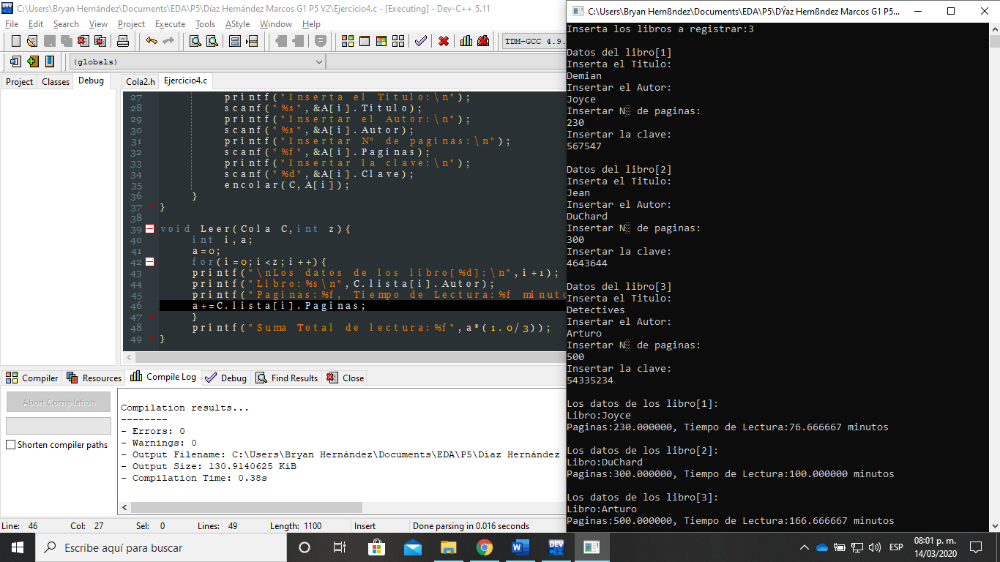 C:\Users\Bryan Hernández\Documents\EDA\P5\Díaz Hernández Marcos G1 P5 V2\Ejercicio4.c - [Executing] - Dev-C++ 5.11
File Edit Search View Project Execute Tools AStyle Window Help
TDM-GCC 4.9.
(globals)
Project Classes Debug
Cola2.h Ejercicio4.c
27 printf("Inserta el Titulo:\n");
28 scanf("%s",&A[i].Titulo);
29 printf("Insertar el Autor:\n");
30 scanf("%s",&A[i].Autor);
31 printf("Insertar N° de paginas:\n");
32 scanf("%f",&A[i].Paginas);
33 printf("Insertar la clave:\n");
34 scanf("%d",&A[i].Clave);
35 encolar(C,A[i]);
36 }
37 }
38
39 void Leer(Cola C,int z){
40 int i,a;
41 a=0;
42 for(i=0;i<z;i++){
43 printf("\nLos datos de los libro[%d]:\n",i+1);
44 printf("Libro:%s\n",C.lista[i].Autor);
45 printf("Paginas:%f, Tiempo de Lectura:%f minuto
46 a+=C.lista[i].Paginas;
47 }
48 printf("Suma Total de lectura:%f",a*(1.0/3));
49 }
Compiler Resources Compile Log Debug Find Results Close
Abort Compilation
Shorten compiler paths
Compilation results...
--------
- Errors: 0
- Warnings: 0
- Output Filename: C:\Users\Bryan Hernández\Documents\EDA\P5\Díaz Hernández
- Output Size: 130.9140625 KiB
- Compilation Time: 0.38s
Line: 46 Col: 27 Sel: 0 Lines: 49 Length: 1100 Insert Done parsing in 0.016 seconds
C:\Users\Bryan Hernßndez\Documents\EDA\P5\DÝaz Hernßndez Marcos G1 P5...
Inserta los libros a registrar:3
Datos del libro[1]
Inserta el Titulo:
Demian
Insertar el Autor:
Joyce
Insertar N░ de paginas:
230
Insertar la clave:
567547
Datos del libro[2]
Inserta el Titulo:
Jean
Insertar el Autor:
DuChard
Insertar N░ de paginas:
300
Insertar la clave:
4643644
Datos del libro[3]
Inserta el Titulo:
Detectives
Insertar el Autor:
Arturo
Insertar N░ de paginas:
500
Insertar la clave:
54335234
Los datos de los libro[1]:
Libro:Joyce
Paginas:230.000000, Tiempo de Lectura:76.666667 minutos
Los datos de los libro[2]:
Libro:DuChard
Paginas:300.000000, Tiempo de Lectura:100.000000 minutos
Los datos de los libro[3]:
Libro:Arturo
Paginas:500.000000, Tiempo de Lectura:166.666667 minutos
Escribe aquí para buscar
DEV
ESP
08:01 p. m.
14/03/2020